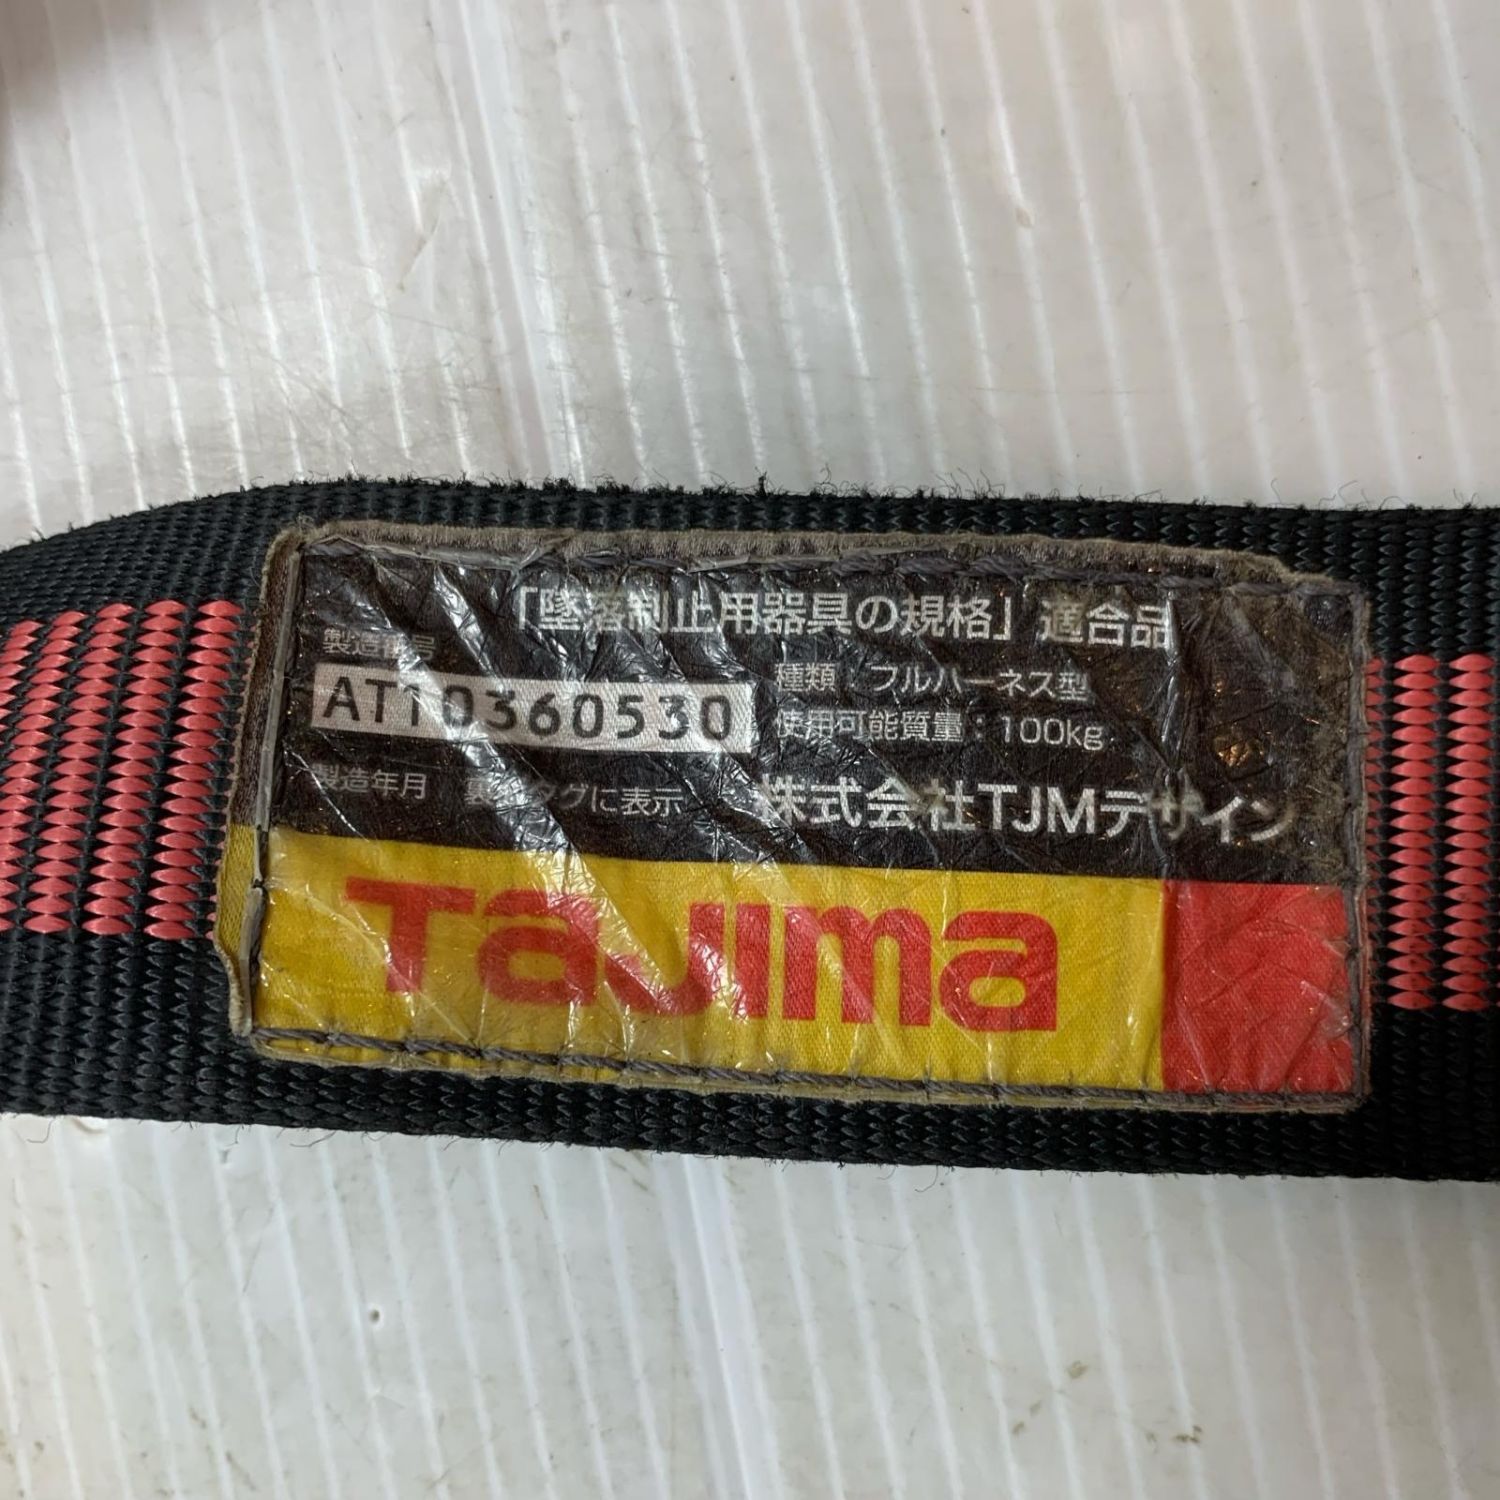 「墜落制止用器具の規格」適合品
製造番号
AT10360530
種類：フルハーネス型
使用可能質量：100kg
製造年月 裏側タグに表示
株式会社TJMデザイン
TaJIma